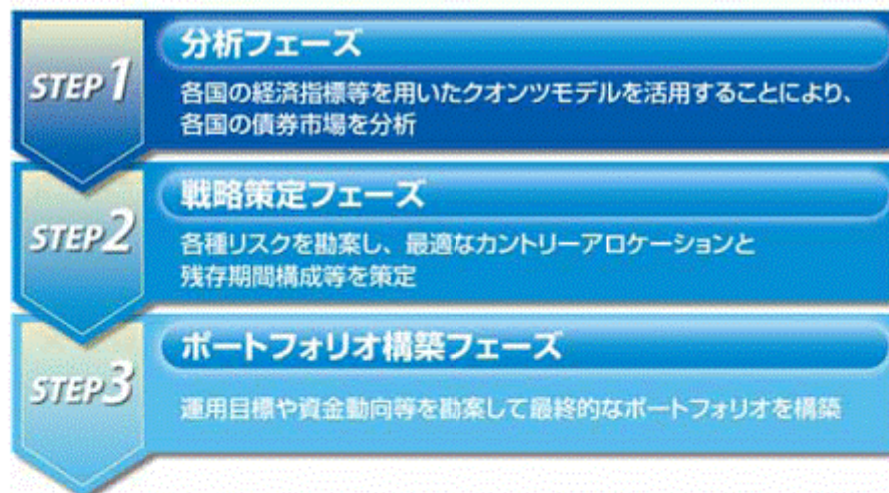 STEP1
分析フェーズ
各国の経済指標等を用いたクオンツモデルを活用することにより、
各国の債券市場を分析
STEP2
戦略策定フェーズ
各種リスクを勘案し、最適なカントリーアロケーションと
残存期間構成等を策定
STEP3
ポートフォリオ構築フェーズ
運用目標や資金動向等を勘案して最終的なポートフォリオを構築